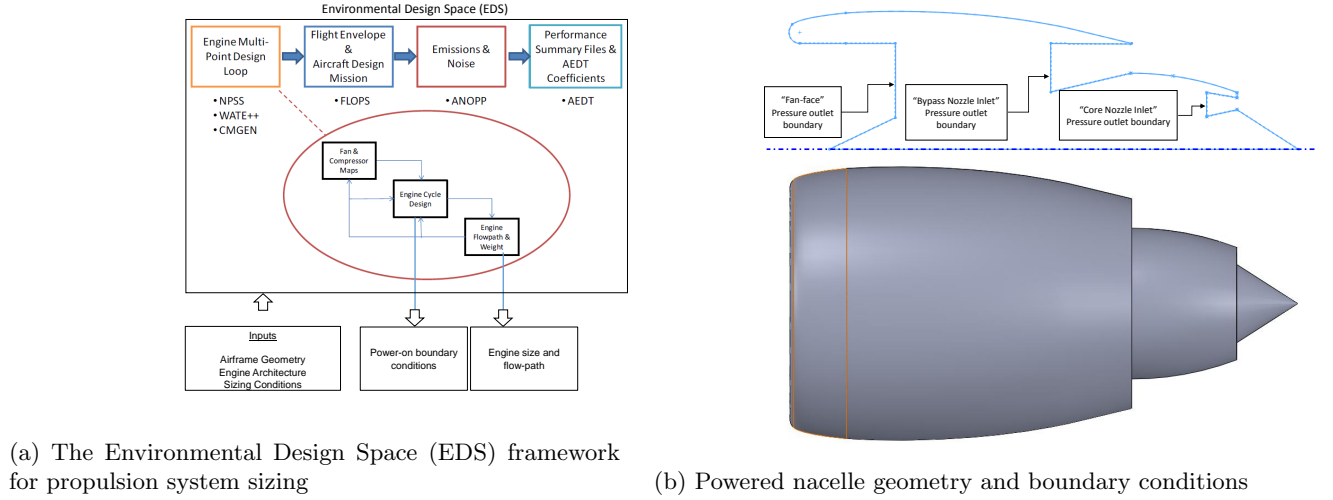 Environmental Design Space (EDS)
Engine Multi-
Point Design
Loop
Flight Envelope
&
Aircraft Design
Mission
Emissions &
Noise
Performance
Summary Files &
AEDT
Coefficients
• NPSS
• WATE++
• CMGEN
• FLOPS
• ANOPP
• AEDT
Fan &
Compressor
Maps
Engine Cycle
Design
Engine
Flowpath &
Weight
Inputs
Airframe Geometry
Engine Architecture
Sizing Conditions
Power-on boundary
conditions
Engine size and
flow-path
(a) The Environmental Design Space (EDS) framework
for propulsion system sizing
"Fan-face"
Pressure outlet
boundary
"Bypass Nozzle Inlet"
Pressure outlet
boundary
"Core Nozzle Inlet"
Pressure outlet boundary
(b) Powered nacelle geometry and boundary conditions